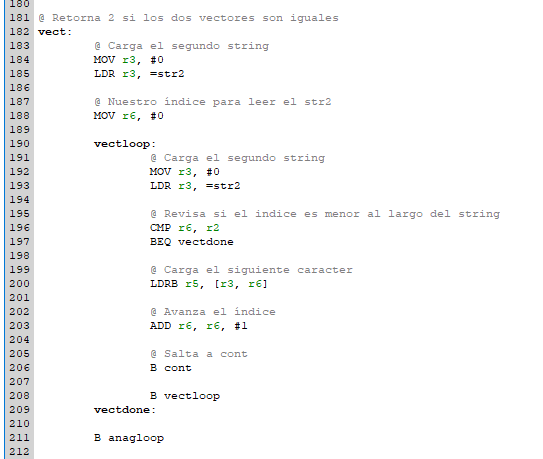 180
181 @ Retorna 2 si los dos vectores son iguales
182 vect:
183 @ Carga el segundo string
184 MOV r3, #0
185 LDR r3, =str2
186
187 @ Nuestro índice para leer el str2
188 MOV r6, #0
189
190 vectloop:
191 @ Carga el segundo string
192 MOV r3, #0
193 LDR r3, =str2
194
195 @ Revisa si el indice es menor al largo del string
196 CMP r6, r2
197 BEQ vectdone
198
199 @ Carga el siguiente caracter
200 LDRB r5, [r3, r6]
201
202 @ Avanza el índice
203 ADD r6, r6, #1
204
205 @ Salta a cont
206 B cont
207
208 B vectloop
209 vectdone:
210
211 B anagloop
212